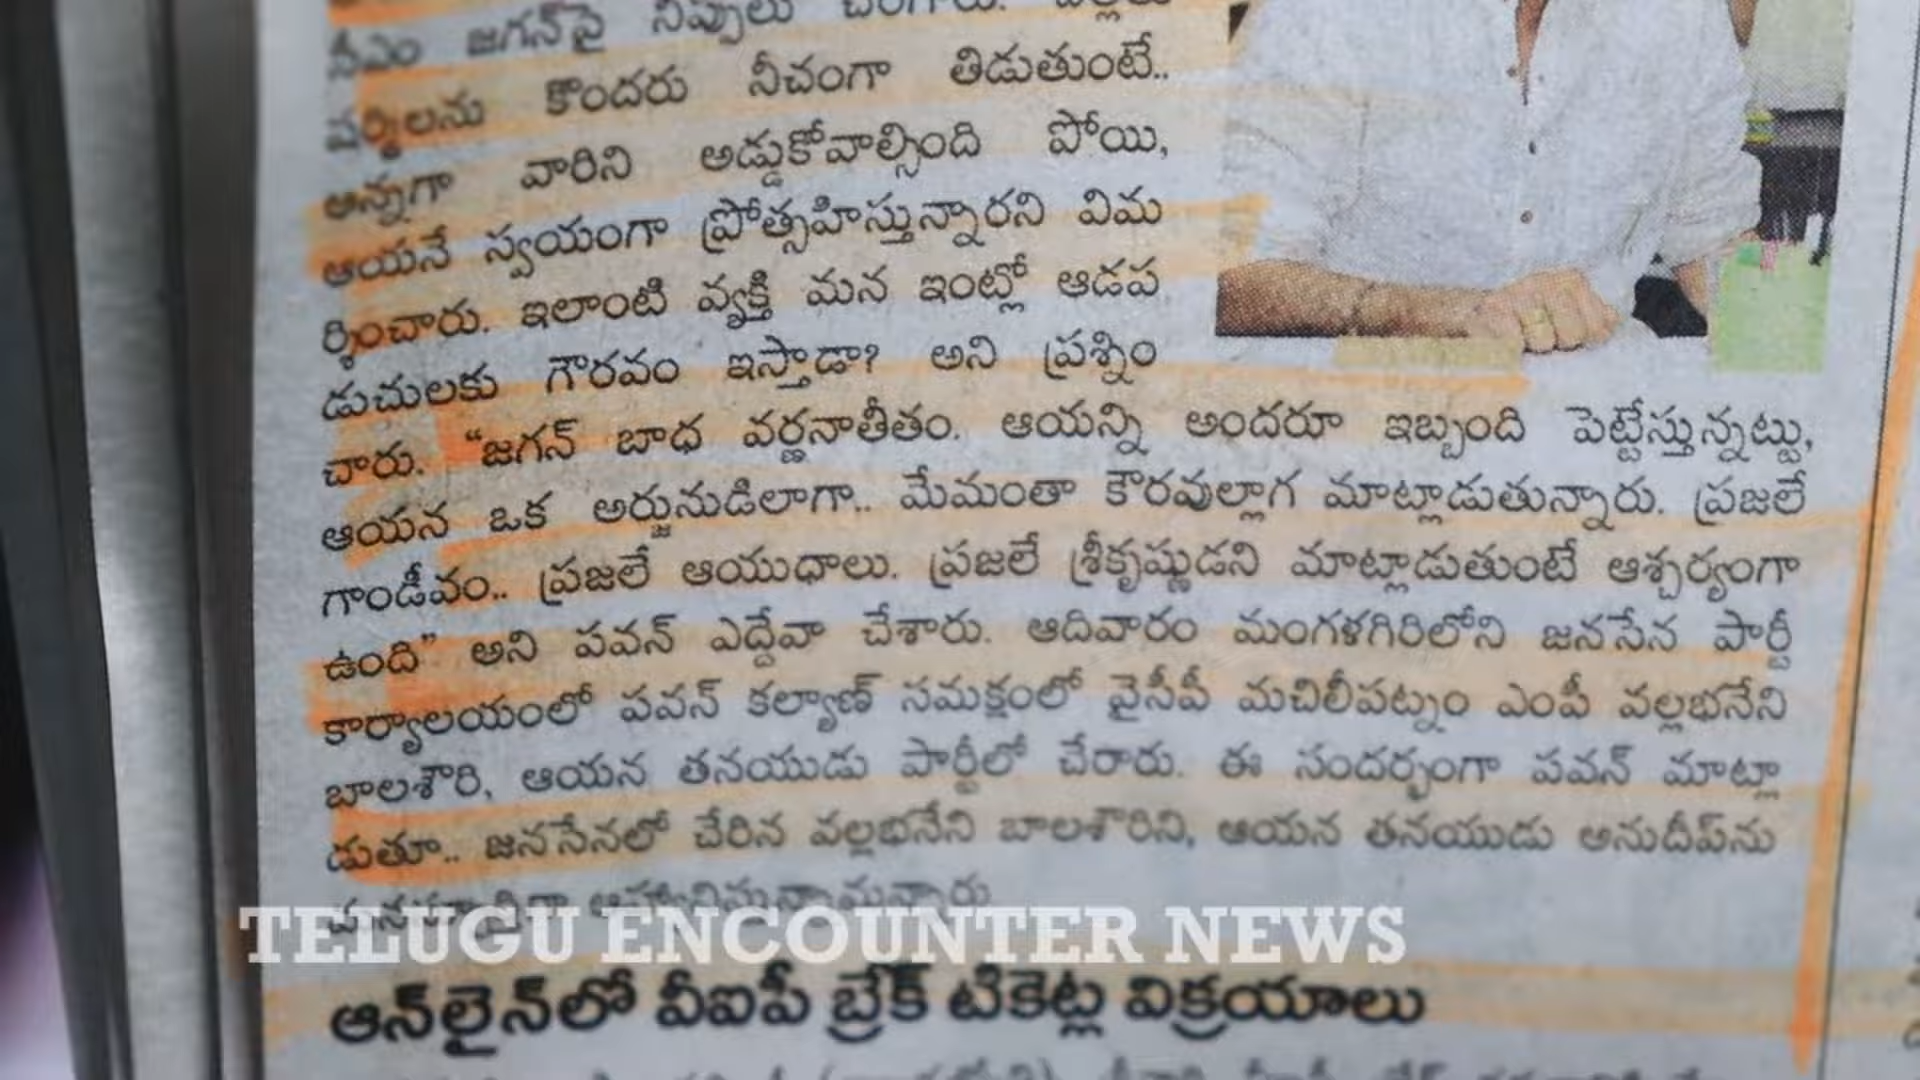 సీఎం జగన్‌పై నిప్పులు చెరిగారు.
షర్మిలను కొందరు నీచంగా తిడుతుంటే..
అన్నగా వారిని అడ్డుకోవాల్సింది పోయి,
ఆయనే స్వయంగా ప్రోత్సహిస్తున్నారని విమ
ర్శించారు. ఇలాంటి వ్యక్తి మన ఇంట్లో ఆడప
డుచులకు గౌరవం ఇస్తాడా? అని ప్రశ్నిం
చారు. “జగన్ బాధ వర్ణనాతీతం. ఆయన్ని అందరూ ఇబ్బంది పెట్టేస్తున్నట్టు,
ఆయన ఒక అర్జునుడిలాగా.. మేమంతా కౌరవుల్లాగ మాట్లాడుతున్నారు. ప్రజలే
గాండీవం.. ప్రజలే ఆయుధాలు. ప్రజలే శ్రీకృష్ణుడని మాట్లాడుతుంటే ఆశ్చర్యంగా
ఉంది” అని పవన్ ఎద్దేవా చేశారు. ఆదివారం మంగళగిరిలోని జనసేన పార్టీ
కార్యాలయంలో పవన్ కల్యాణ్ సమక్షంలో వైసీపీ మచిలీపట్నం ఎంపీ వల్లభనేని
బాలశౌరి, ఆయన తనయుడు పార్టీలో చేరారు. ఈ సందర్భంగా పవన్ మాట్లా
డుతూ.. జనసేనలో చేరిన వల్లభనేని బాలశౌరిని, ఆయన తనయుడు అనుదీప్‌ను
TELUGU ENCOUNTER NEWS
ఆన్‌లైన్‌లో వీఐపీ బ్రేక్ టికెట్ల విక్రయాలు